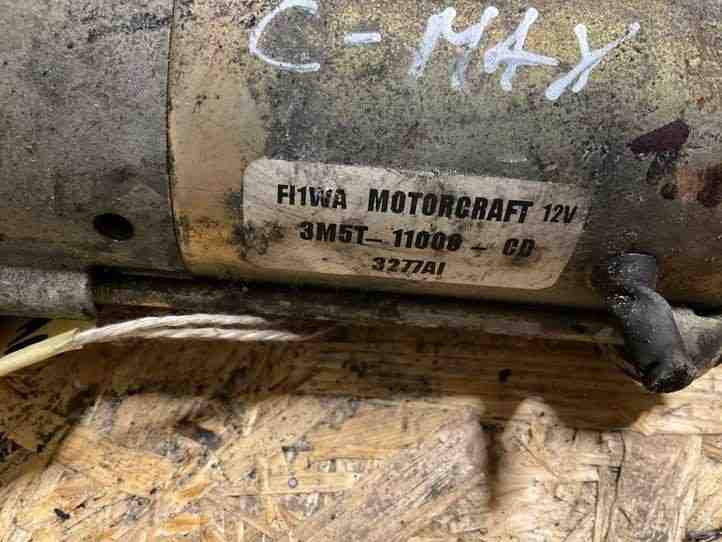 C-MAX
FI1WA MOTORCRAFT 12V
3M5T-11000-CD
3277AI